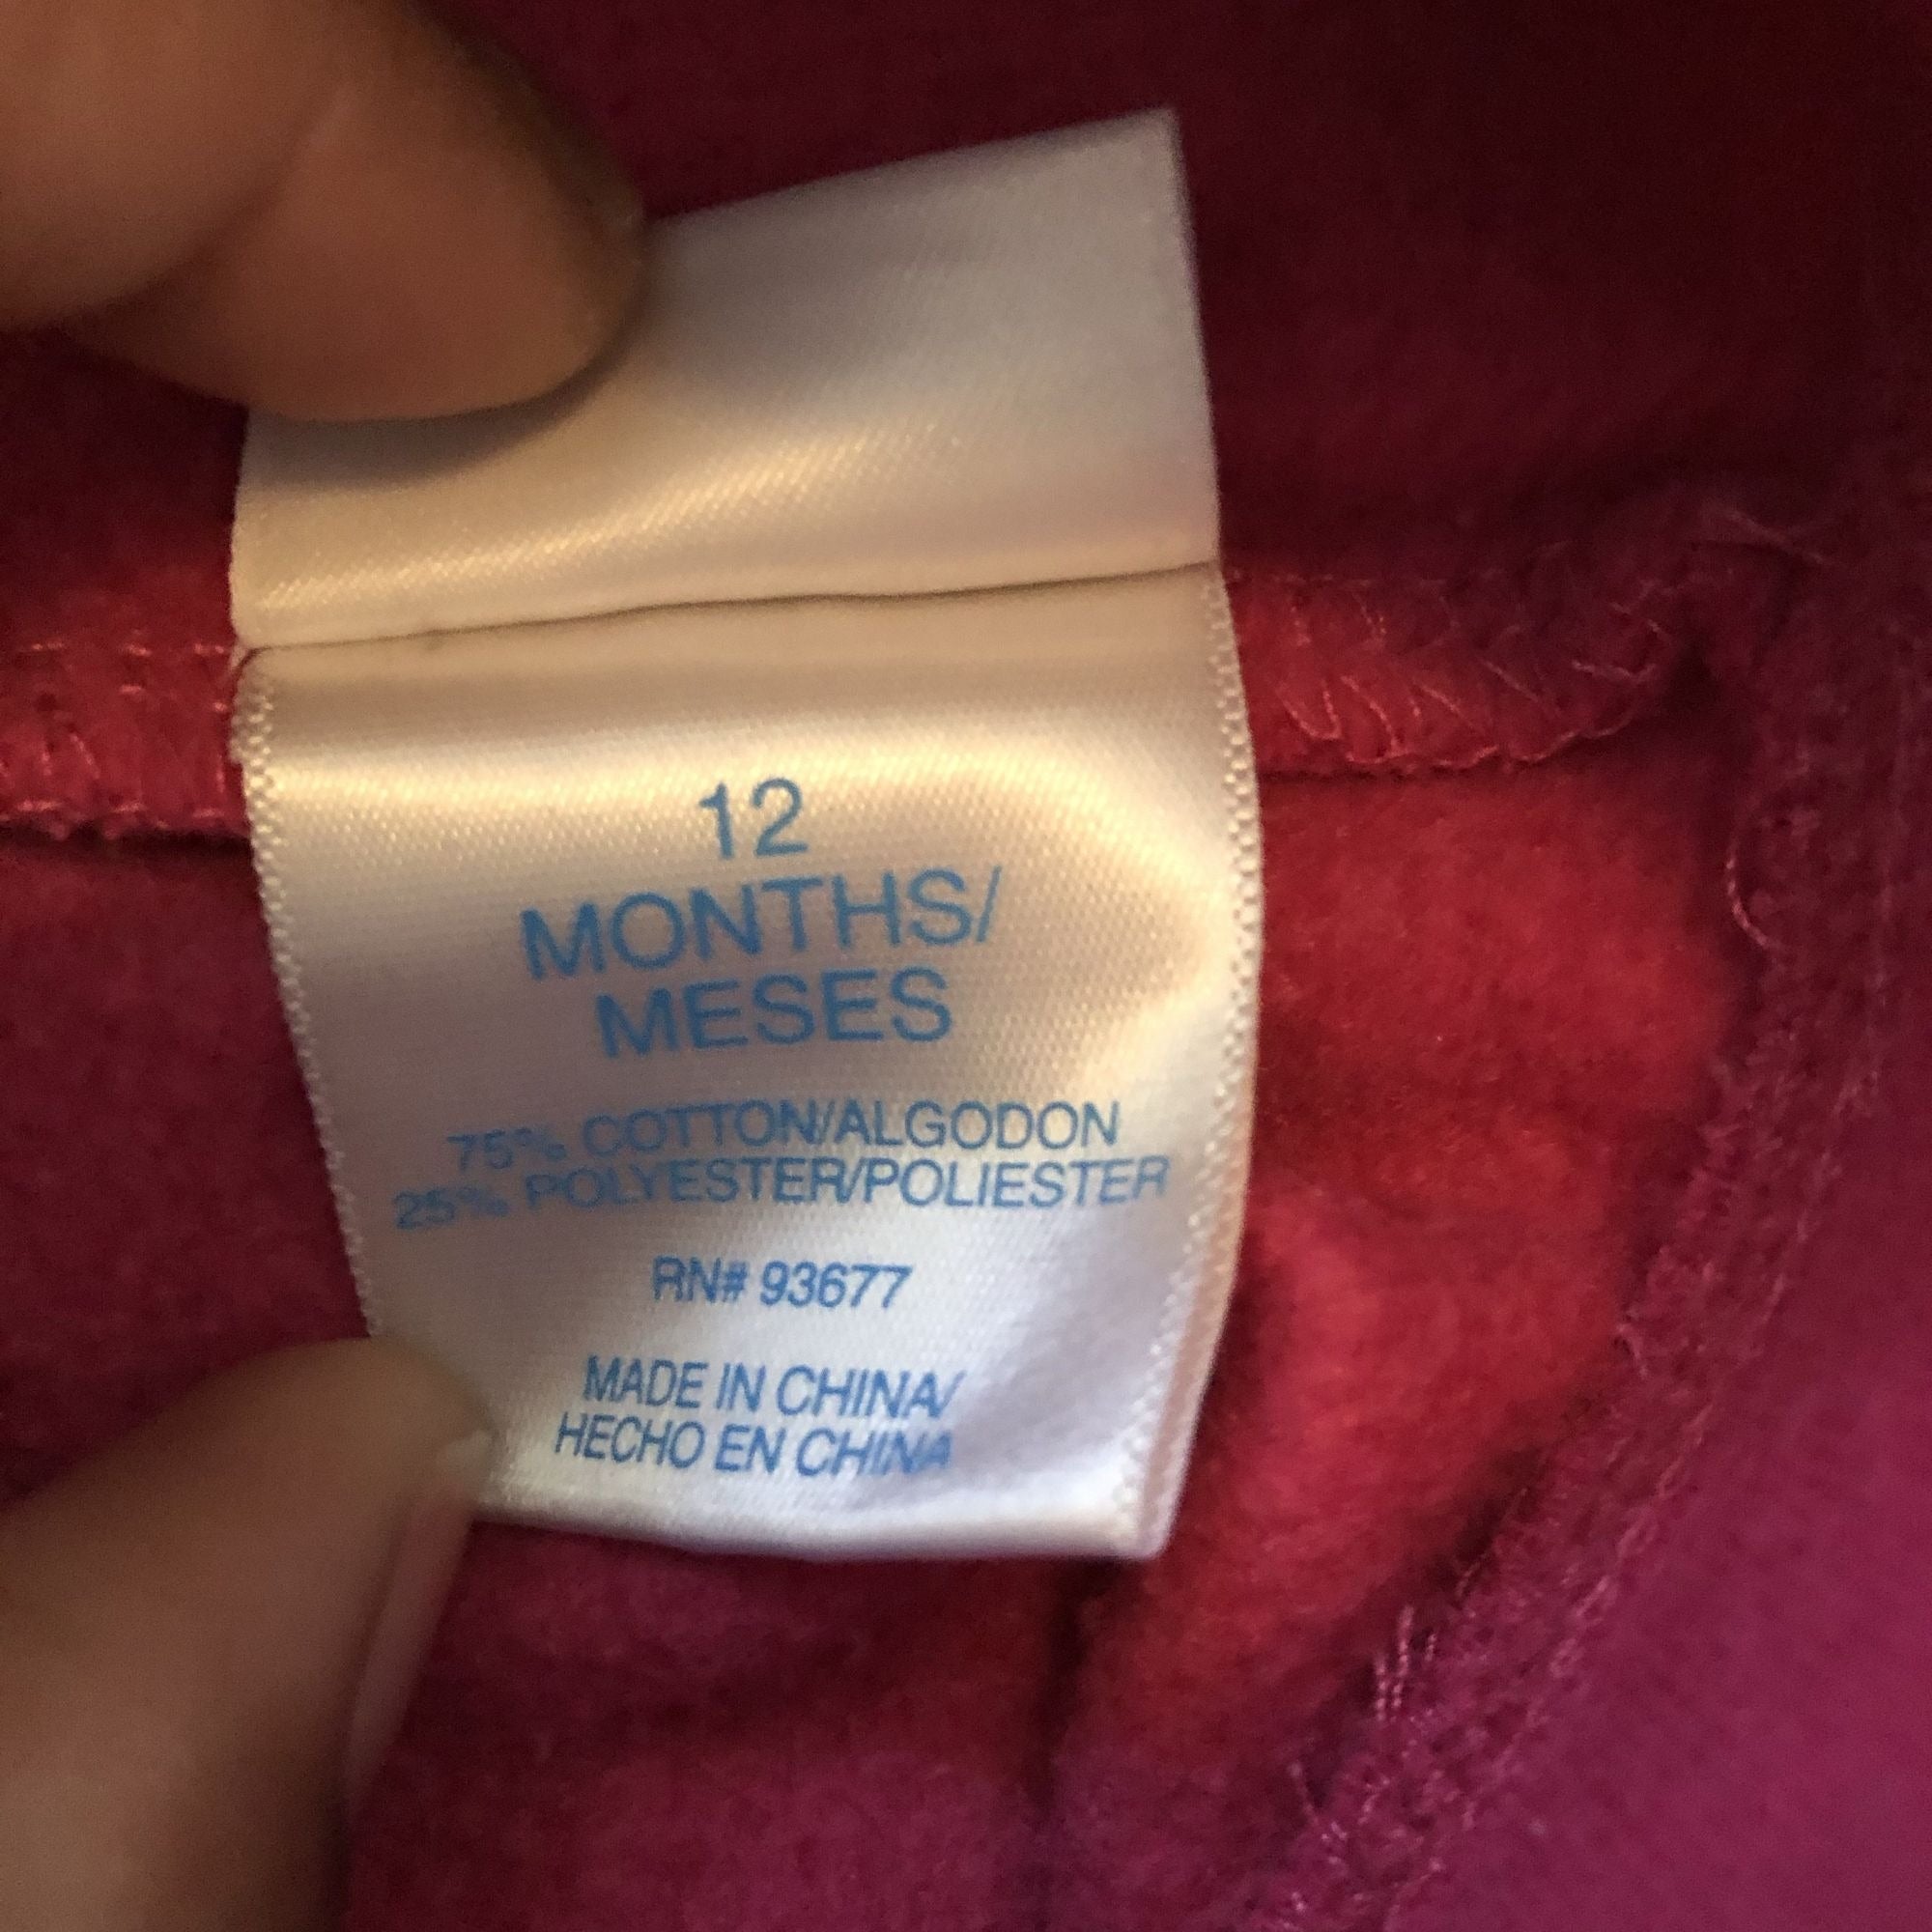 12
MONTHS/
MESES
75% COTTON/ALGODON
25% POLYESTER/POLIESTER
RN# 93677
MADE IN CHINA/
HECHO EN CHINA